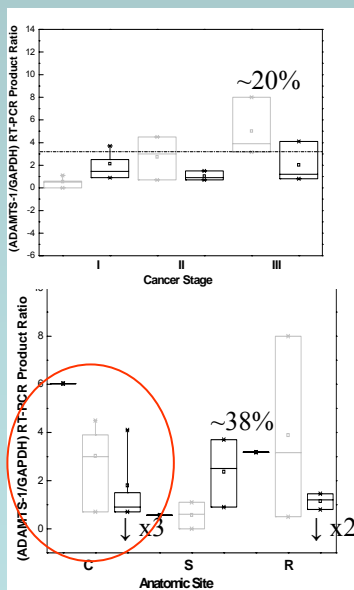 (ADAMTS-1/GAPDH) RT-PCR Product Ratio
14
12
10
8
6
4
2
0
-2
-4
-6
~20%
I II III
Cancer Stage
(ADAMTS-1/GAPDH) RT-PCR Product Ratio
6
4
2
0
~38%
↓ x3
↓ x2
C S R
Anatomic Site